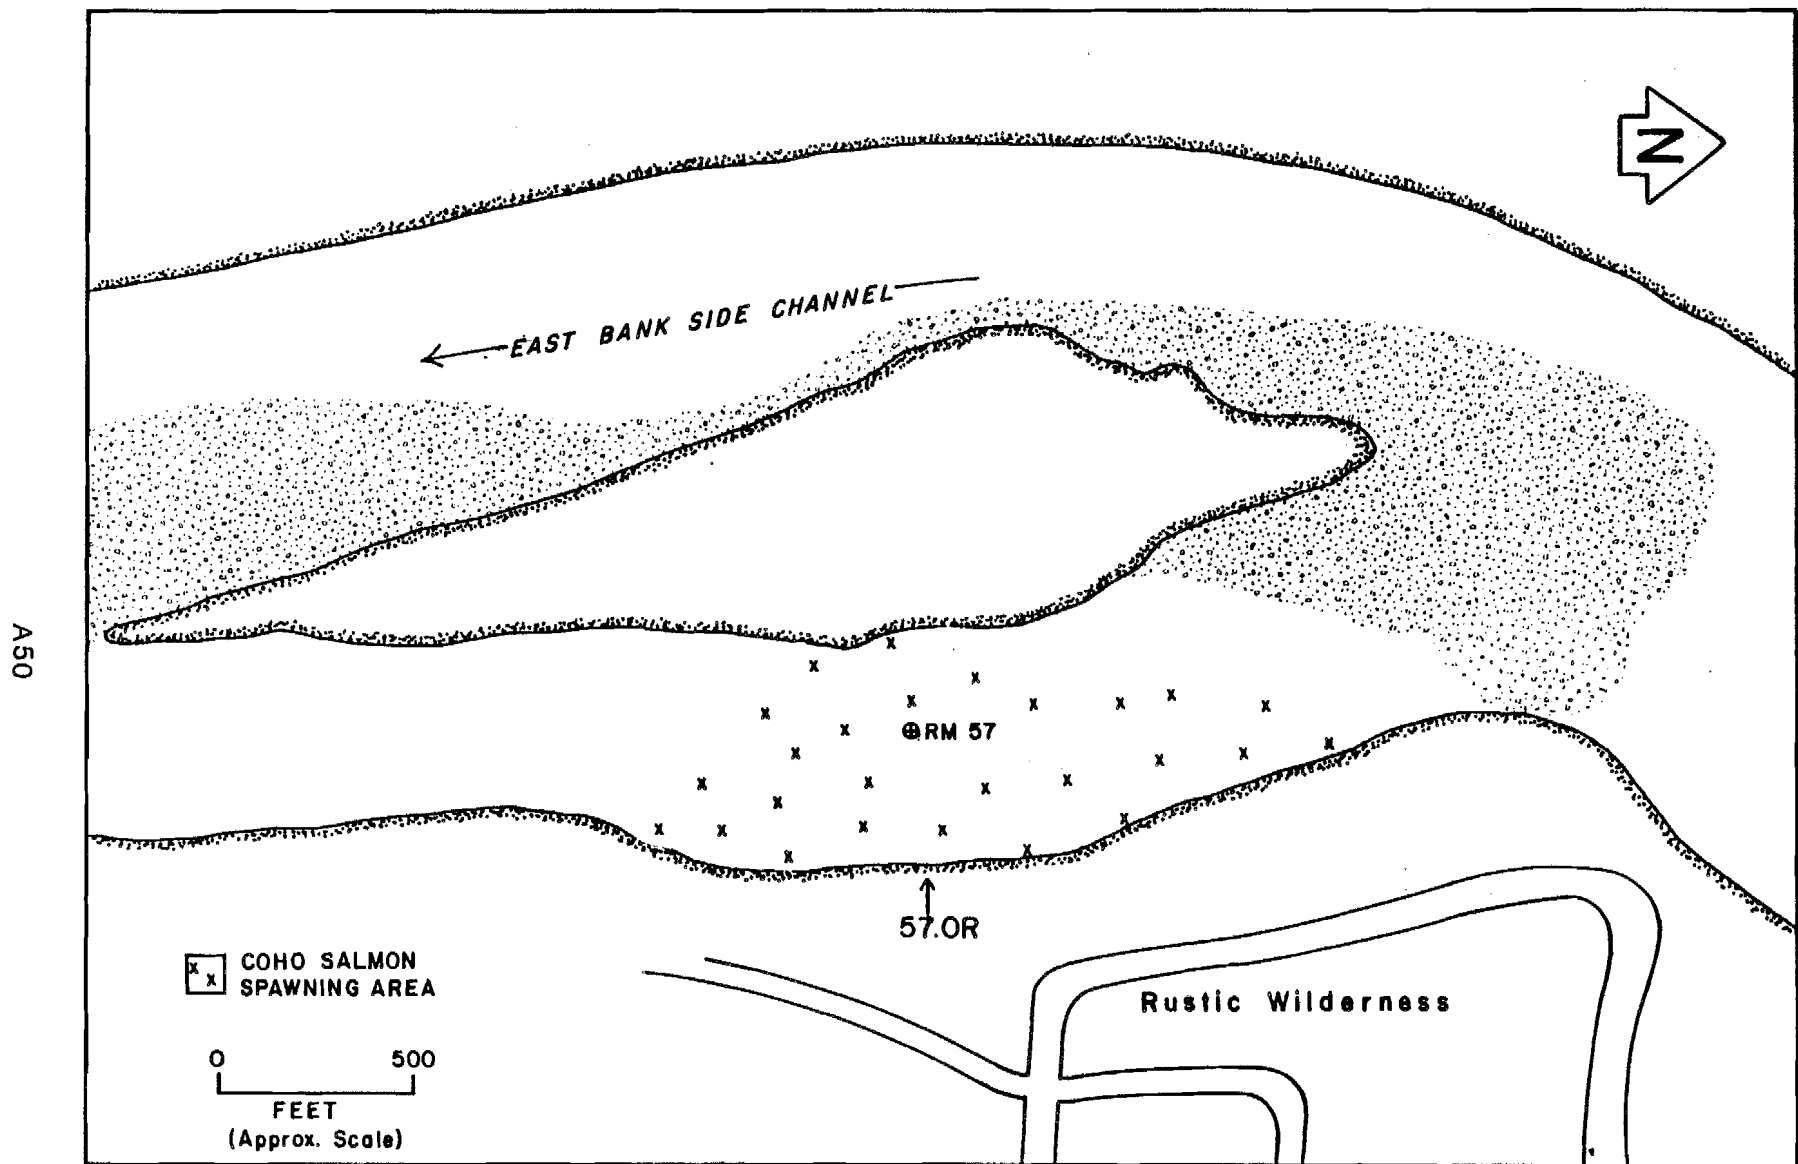 N
EAST BANK SIDE CHANNEL
RM 57
57.0R
COHO SALMON
SPAWNING AREA
Rustic Wilderness
0 500
FEET
(Approx. Scale)
A50